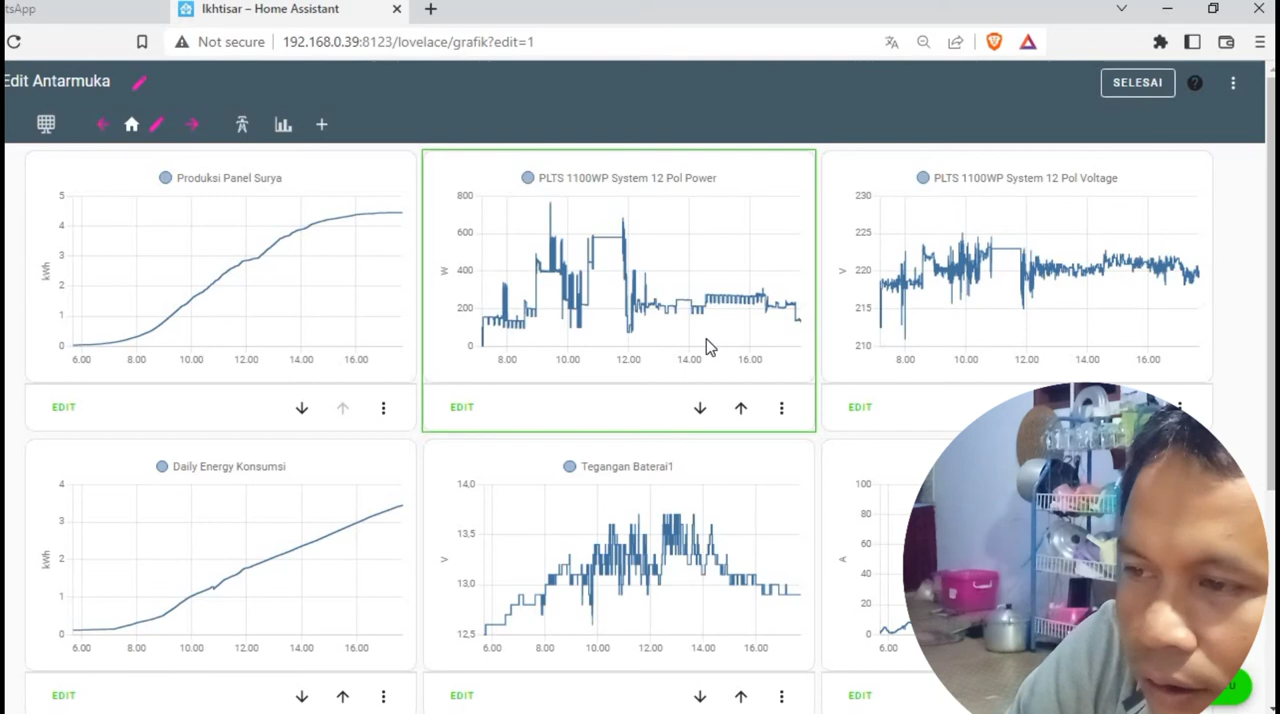 tsApp
Ikhtisar – Home Assistant
Not secure
192.168.0.39:8123/lovelace/grafik?edit=1
Edit Antarmuka
SELESAI
Produksi Panel Surya
5
4
3
2
1
0
kWh
6.00 8.00 10.00 12.00 14.00 16.00
EDIT
PLTS 1100WP System 12 Pol Power
800
600
400
200
0
W
8.00 10.00 12.00 14.00 16.00
EDIT
PLTS 1100WP System 12 Pol Voltage
230
225
220
215
210
V
8.00 10.00 12.00 14.00 16.00
EDIT
Daily Energy Konsumsi
4
3
2
1
0
kWh
6.00 8.00 10.00 12.00 14.00 16.00
EDIT
Tegangan Baterai1
14.0
13.5
13.0
12.5
V
6.00 8.00 10.00 12.00 14.00 16.00
EDIT
100
80
60
40
20
0
A
6.00
EDIT